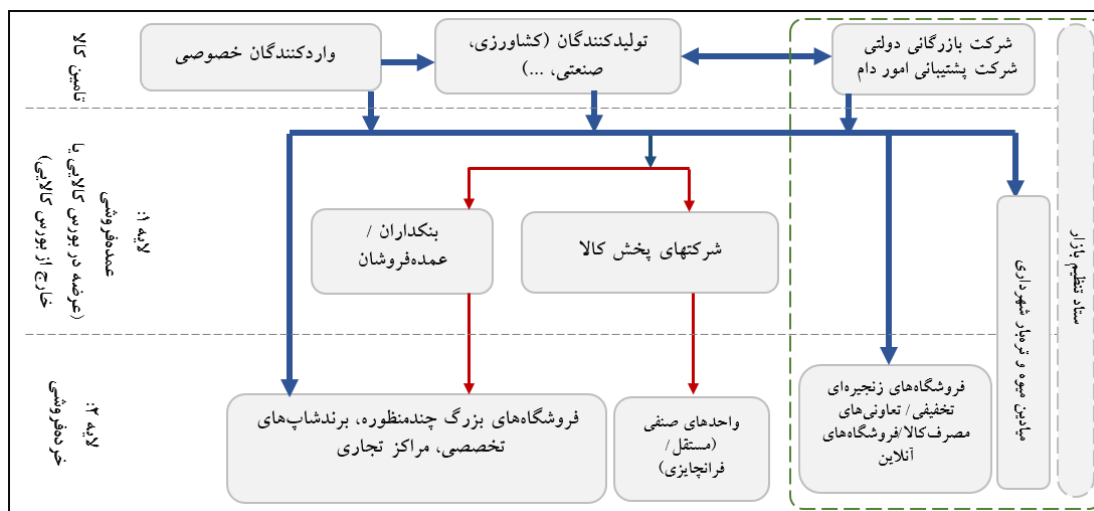 شرکت بازرگانی دولتی
شرکت پشتیبانی امور دام
تولیدکنندگان (کشاورزی،
صنعتی، ...)
واردکنندگان خصوصی
تامین کالا
ستاد تنظیم بازار
لایه ۱:
عمده‌فروشی
(عرضه در بورس کالایی یا
خارج از بورس کالایی)
شرکتهای پخش کالا
بنکداران /
عمده‌فروشان
میادین میوه و تره‌بار شهرداری
لایه ۲:
خرده‌فروشی
فروشگاه‌های زنجیره‌ای
تخفیفی/ تعاونی‌های
مصرف‌کالا/فروشگاه‌های
آنلاین
واحدهای صنفی
(مستقل/
فرانچایزی)
فروشگاه‌های بزرگ چندمنظوره، برندشاپ‌های
تخصصی، مراکز تجاری